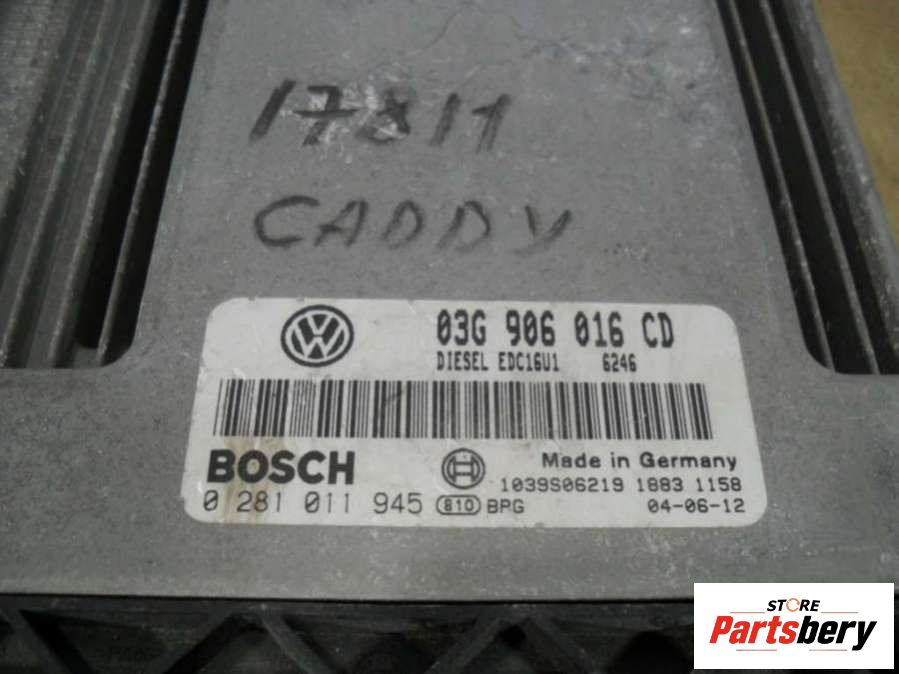 17811
CADDY
VW
03G 906 016 CD
DIESEL EDC16U1 6246
BOSCH
Made in Germany
1039S06219 1883 1158
0 281 011 945 810 BPG 04-06-12
STORE
Partsbery